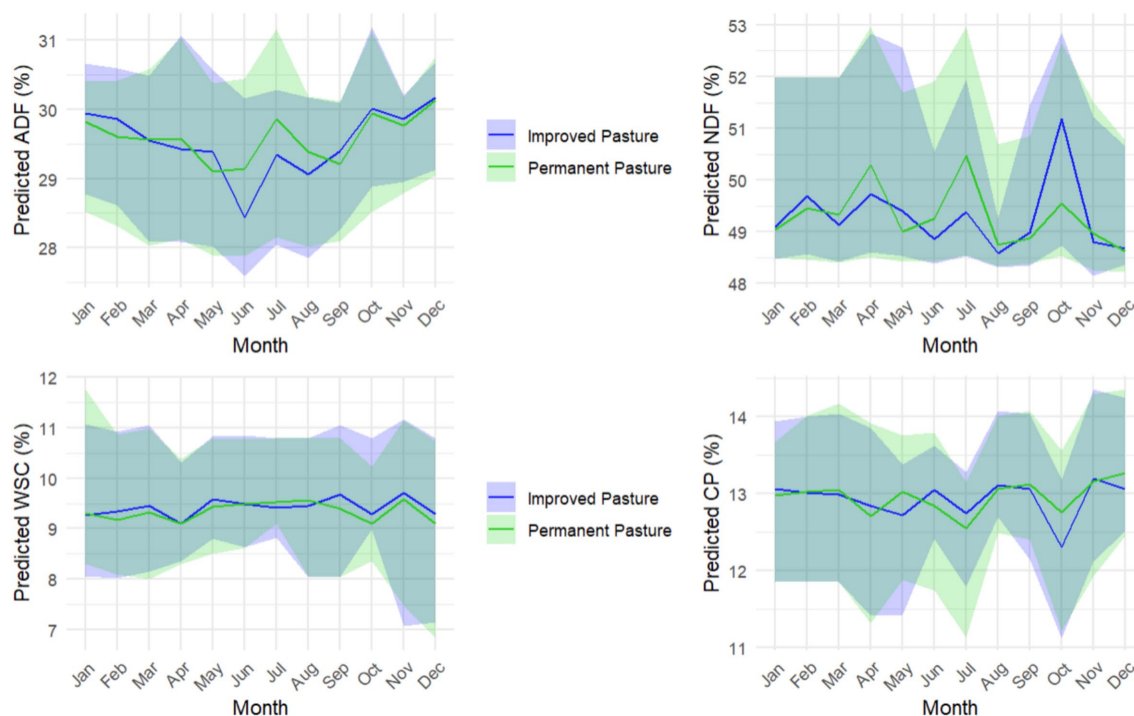 Predicted ADF (%)
31
30
29
28
Jan Feb Mar Apr May Jun Jul Aug Sep Oct Nov Dec
Month
Improved Pasture
Permanent Pasture
Predicted NDF (%)
53
52
51
50
49
48
Jan Feb Mar Apr May Jun Jul Aug Sep Oct Nov Dec
Month
Predicted WSC (%)
12
11
10
9
8
7
Jan Feb Mar Apr May Jun Jul Aug Sep Oct Nov Dec
Month
Improved Pasture
Permanent Pasture
Predicted CP (%)
14
13
12
11
Jan Feb Mar Apr May Jun Jul Aug Sep Oct Nov Dec
Month